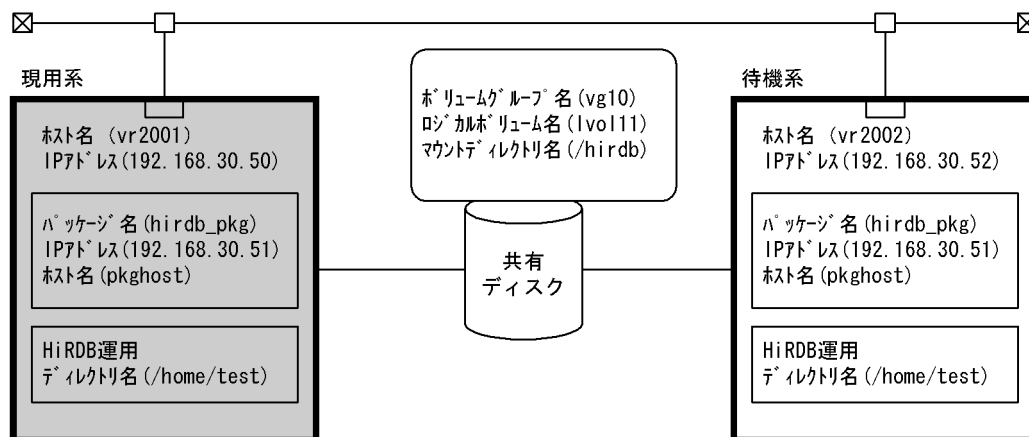 現用系
ホスト名 (vr2001)
IPアドレス(192.168.30.50)
パッケージ名(hirdb_pkg)
IPアドレス(192.168.30.51)
ホスト名(pkghost)
HiRDB運用
ディレクトリ名(/home/test)
ボリュームグループ名(vg10)
ロジカルボリューム名(lvol11)
マウントディレクトリ名(/hirdb)
共有
ディスク
待機系
ホスト名 (vr2002)
IPアドレス(192.168.30.52)
パッケージ名(hirdb_pkg)
IPアドレス(192.168.30.51)
ホスト名(pkghost)
HiRDB運用
ディレクトリ名(/home/test)